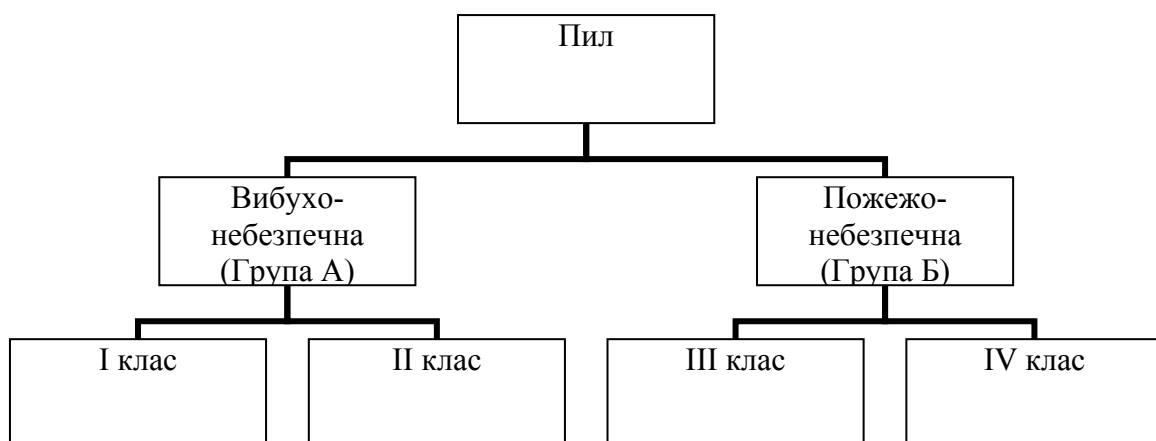 Пил
Вибухо-
небезпечна
(Група А)
Пожежо-
небезпечна
(Група Б)
I клас
II клас
III клас
IV клас